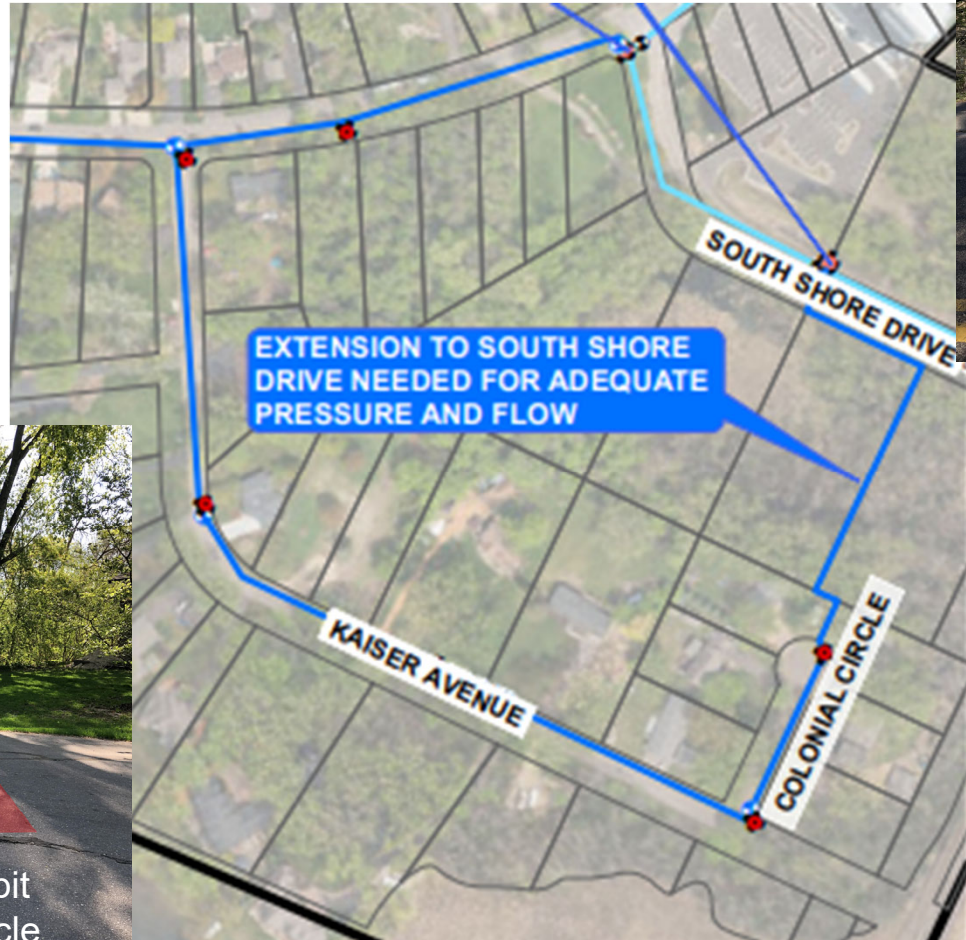 SOUTH SHORE DRIVE
EXTENSION TO SOUTH SHORE
DRIVE NEEDED FOR ADEQUATE
PRESSURE AND FLOW
KAISER AVENUE
COLONIAL CIRCLE